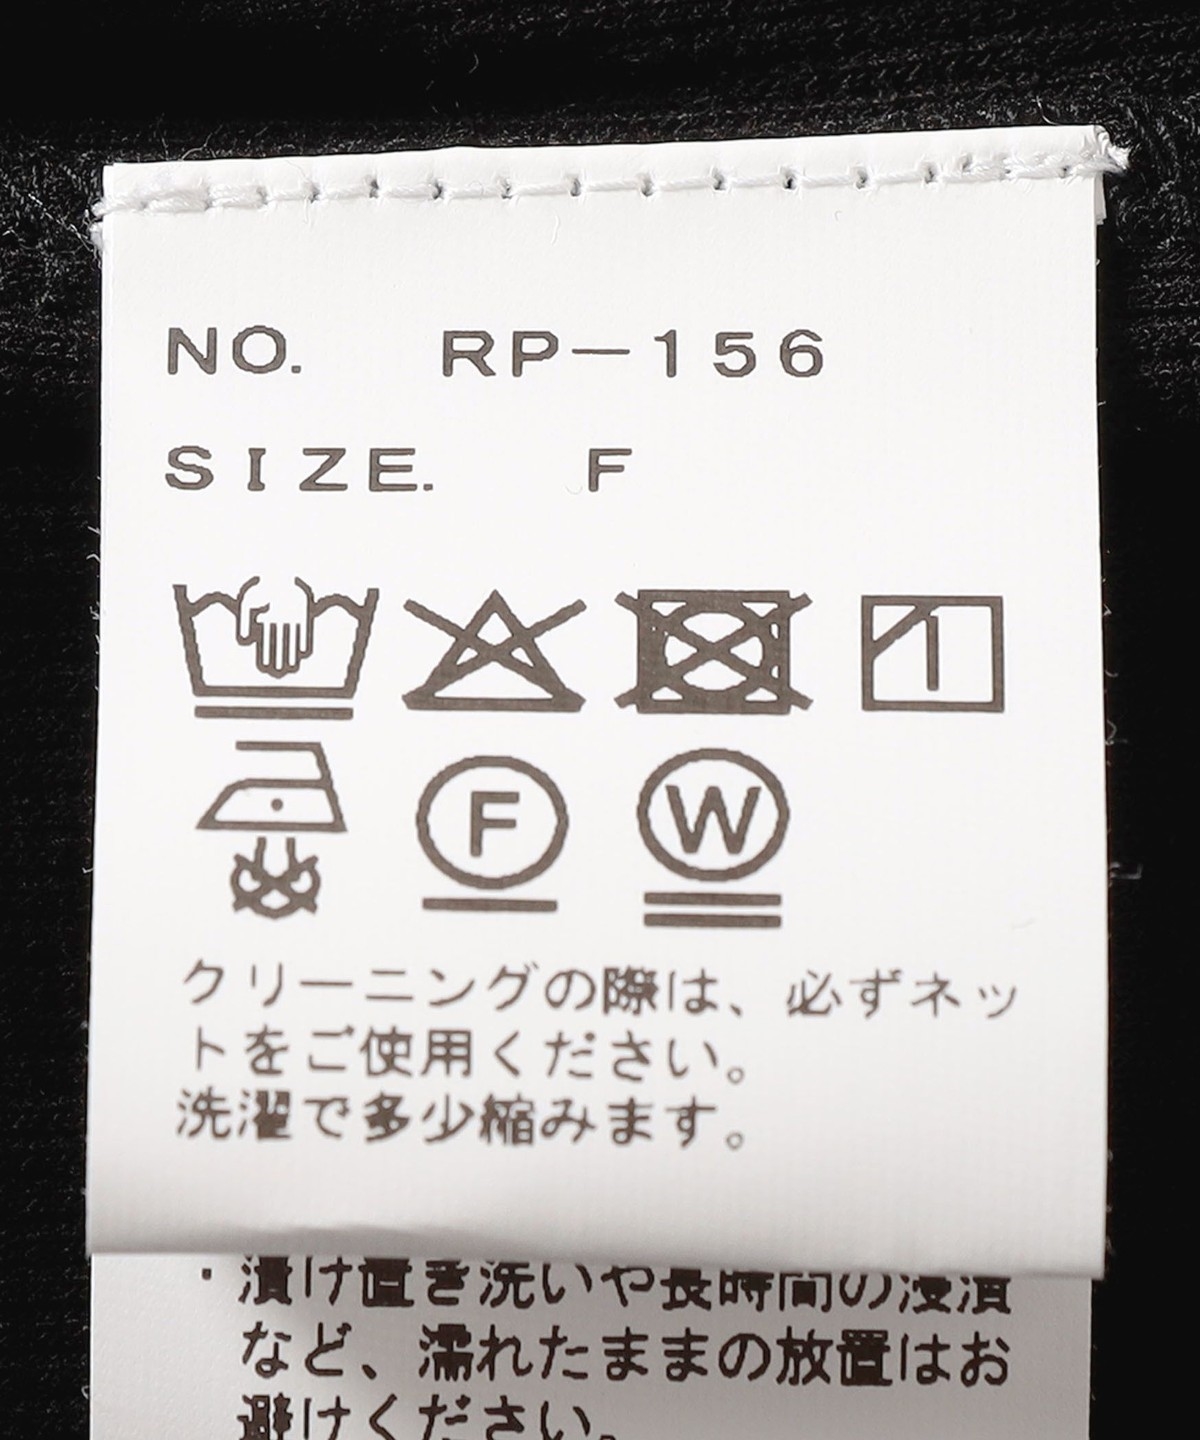 NO. RP-156
SIZE. F
F W
クリーニングの際は、必ずネッ
トをご使用ください。
洗濯で多少縮みます。
・漬け置き洗いや長時間の浸漬
など、濡れたままの放置はお
避けください。